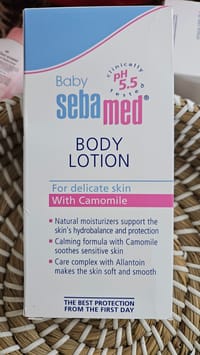 Baby
clinically tested
pH 5.5
sebamed®
BODY
LOTION
For delicate skin
With Camomile
▪ Natural moisturizers support the
skin's hydrobalance and protection
▪ Calming formula with Camomile
soothes sensitive skin
▪ Care complex with Allantoin
makes the skin soft and smooth
THE BEST PROTECTION
FROM THE FIRST DAY